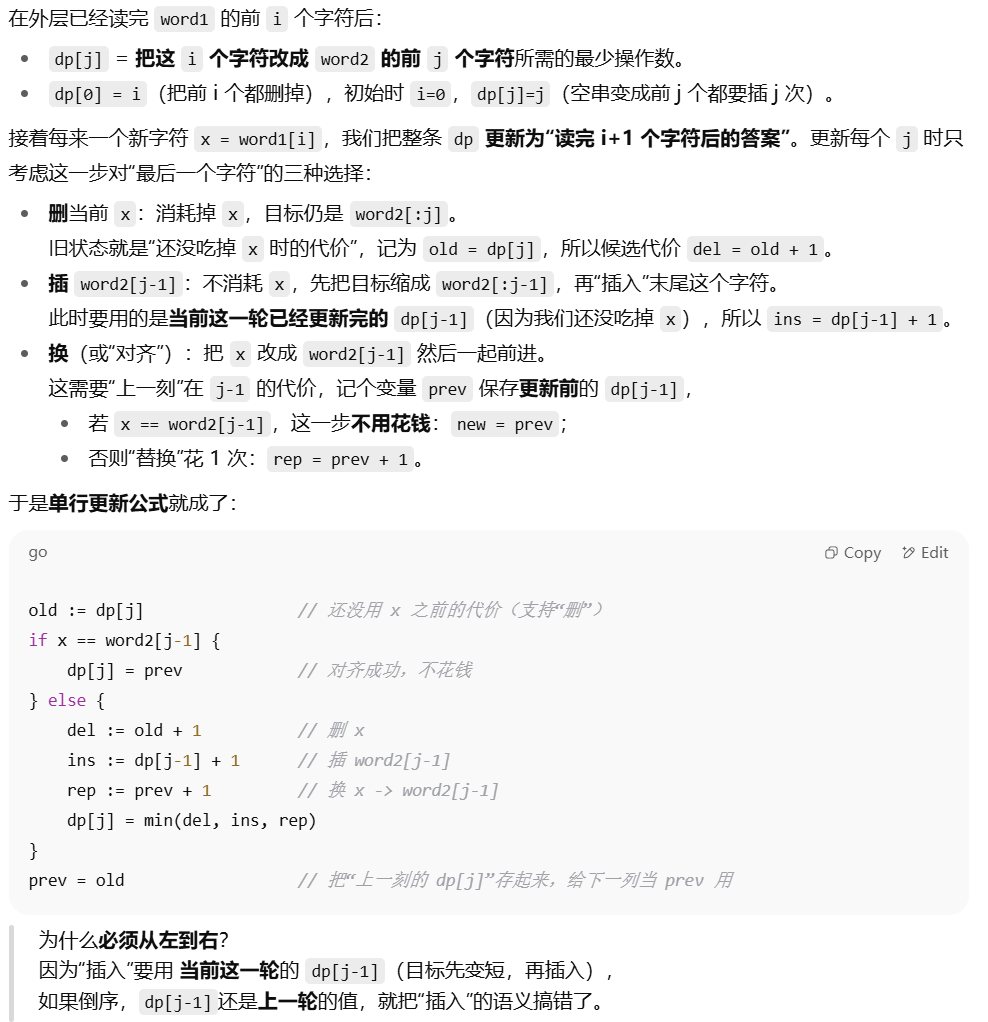 在外层已经读完 word1 的前 i 个字符后：
• dp[j] = 把这 i 个字符改成 word2 的前 j 个字符所需的最少操作数。
• dp[0] = i（把前 i 个都删掉），初始时 i=0，dp[j]=j（空串变成前 j 个都要插 j 次）。
接着每来一个新字符 x = word1[i]，我们把整条 dp 更新为“读完 i+1 个字符后的答案”。更新每个 j 时只
考虑这一步对“最后一个字符”的三种选择：
• 删当前 x：消耗掉 x，目标仍是 word2[:j]。
旧状态就是“还没吃掉 x 时的代价”，记为 old = dp[j]，所以候选代价 del = old + 1。
• 插 word2[j-1]：不消耗 x，先把目标缩成 word2[:j-1]，再“插入”末尾这个字符。
此时要用的是当前这一轮已经更新完的 dp[j-1]（因为我们还没吃掉 x），所以 ins = dp[j-1] + 1。
• 换（或“对齐”）：把 x 改成 word2[j-1] 然后一起前进。
这需要“上一刻”在 j-1 的代价，记个变量 prev 保存更新前的 dp[j-1]，
• 若 x == word2[j-1]，这一步不用花钱：new = prev；
• 否则“替换”花 1 次：rep = prev + 1。
于是单行更新公式就成了：
go Copy Edit
old := dp[j] // 还没用 x 之前的代价（支持“删”）
if x == word2[j-1] {
    dp[j] = prev // 对齐成功，不花钱
} else {
    del := old + 1 // 删 x
    ins := dp[j-1] + 1 // 插 word2[j-1]
    rep := prev + 1 // 换 x -> word2[j-1]
    dp[j] = min(del, ins, rep)
}
prev = old // 把“上一刻的 dp[j]”存起来，给下一列当 prev 用
为什么必须从左到右？
因为“插入”要用 当前这一轮的 dp[j-1]（目标先变短，再插入），
如果倒序，dp[j-1]还是上一轮的值，就把“插入”的语义搞错了。